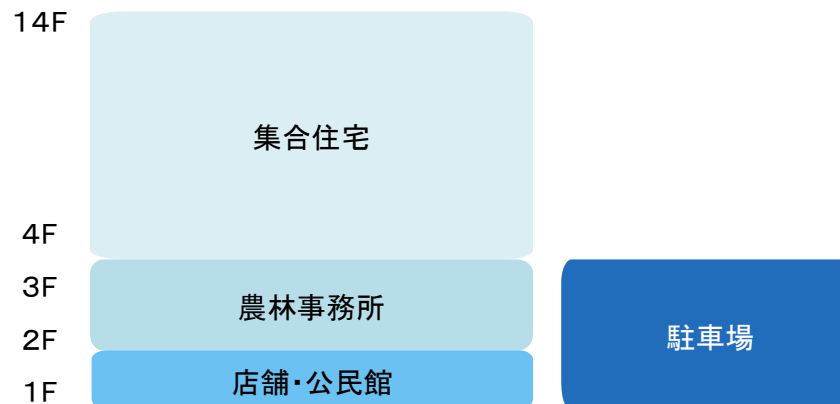 14F
集合住宅
4F
3F
農林事務所
2F
駐車場
店舗・公民館
1F